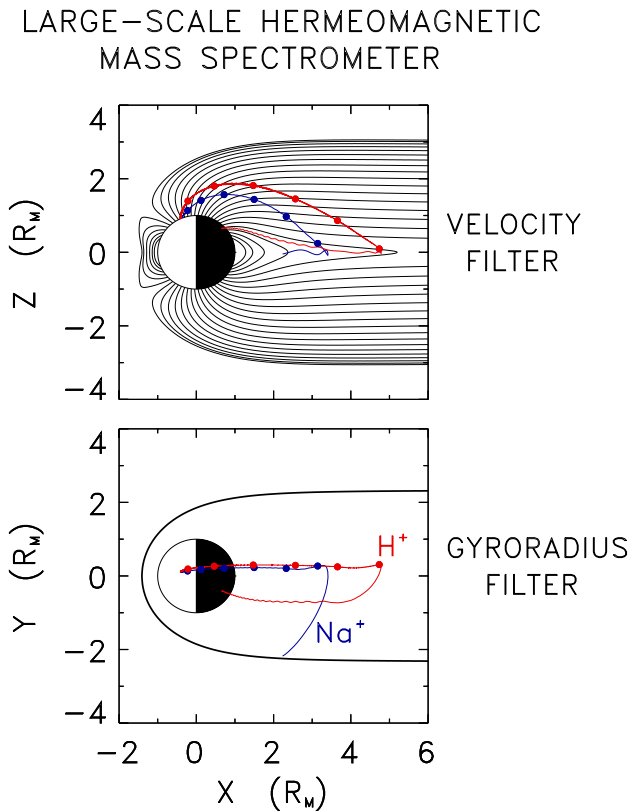 LARGE−SCALE HERMEOMAGNETIC
MASS SPECTROMETER
4
2
0
−2
−4
Z (R_M)
VELOCITY
FILTER
4
2
0
−2
−4
Y (R_M)
H⁺
Na⁺
GYRORADIUS
FILTER
−2 0 2 4 6
X (R_M)